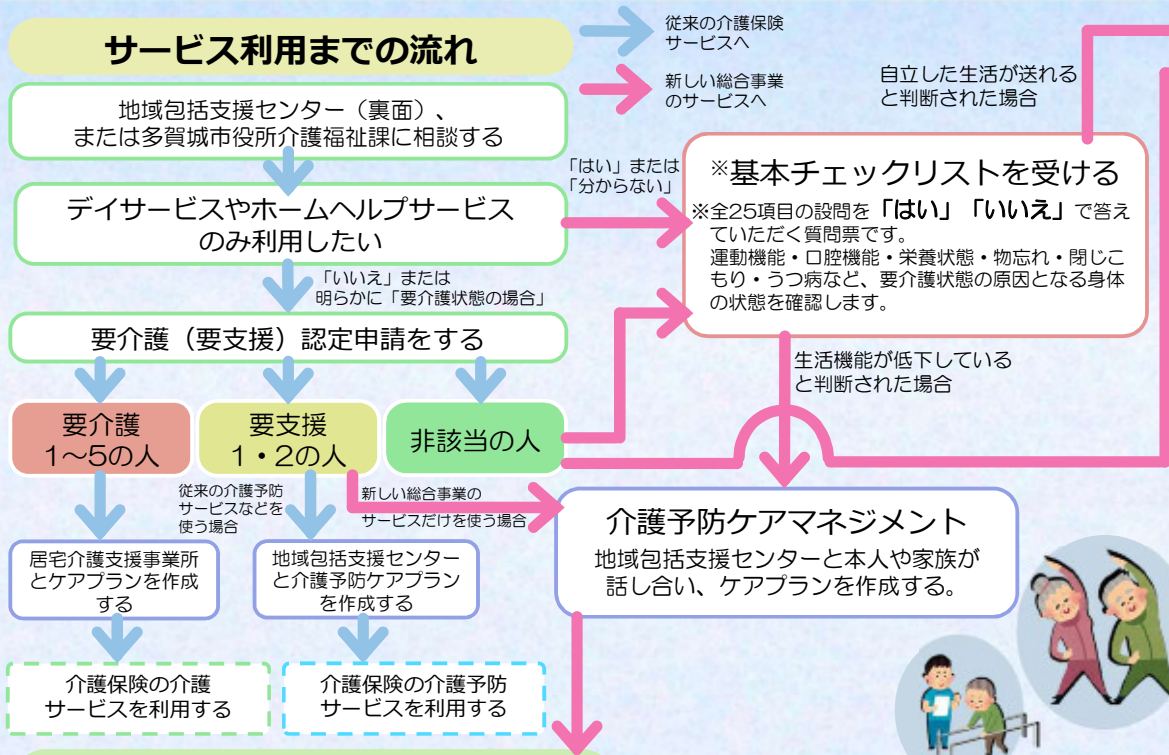 サービス利用までの流れ
従来の介護保険
サービスへ
新しい総合事業
のサービスへ
地域包括支援センター（裏面）、
または多賀城市役所介護福祉課に相談する
自立した生活が送れる
と判断された場合
「はい」または
「分からない」
デイサービスやホームヘルプサービス
のみ利用したい
※基本チェックリストを受ける
※全25項目の設問を「はい」「いいえ」で答え
ていただく質問票です。
運動機能・口腔機能・栄養状態・物忘れ・閉じこ
もり・うつ病など、要介護状態の原因となる身体
の状態を確認します。
「いいえ」または
明らかに「要介護状態の場合」
要介護（要支援）認定申請をする
生活機能が低下している
と判断された場合
要介護
1～5の人
要支援
1・2の人
非該当の人
従来の介護予防
サービスなどを
使う場合
新しい総合事業の
サービスだけを使う場合
介護予防ケアマネジメント
地域包括支援センターと本人や家族が
話し合い、ケアプランを作成する。
居宅介護支援事業所
とケアプランを作成
する
地域包括支援センター
と介護予防ケアプラン
を作成する
介護保険の介護
サービスを利用する
介護保険の介護予防
サービスを利用する